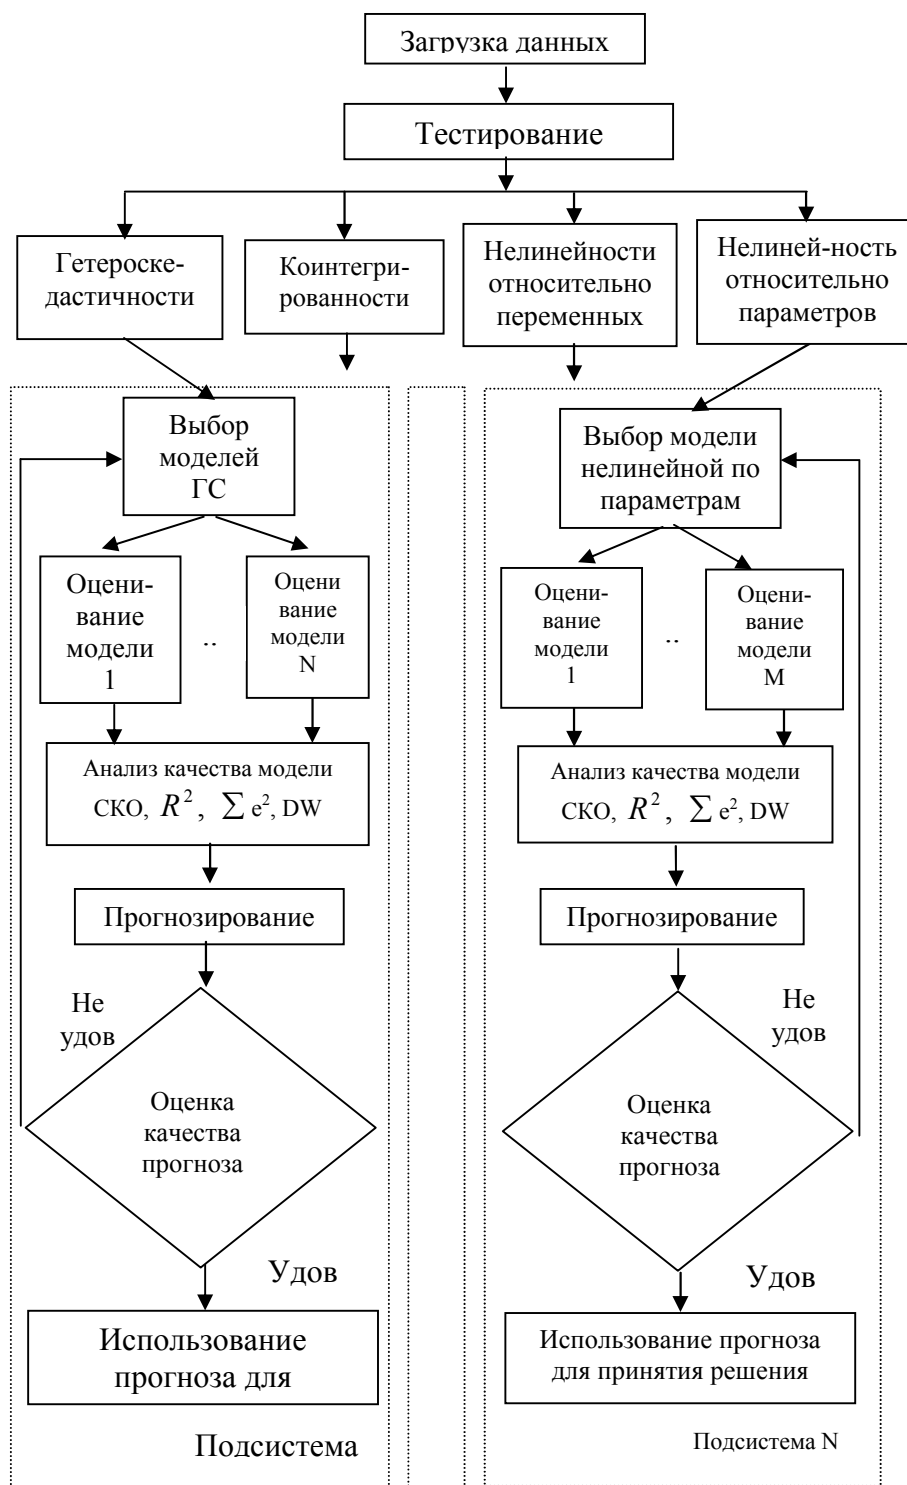 Загрузка данных
Тестирование
Гетероске-
дастичности
Коинтегри-
рованности
Нелинейности
относительно
переменных
Нелиней-ность
относительно
параметров
Выбор
моделей
ГС
Выбор модели
нелинейной по
параметрам
Оцени-
вание
модели
1
..
Оцени
вание
модели
N
Оцени-
вание
модели
1
..
Оцени-
вание
модели
M
Анализ качества модели
СКО, R², ∑ e², DW
Анализ качества модели
СКО, R², ∑ e², DW
Прогнозирование
Прогнозирование
Не
удов
Не
удов
Оценка
качества
прогноза
Оценка
качества
прогноза
Удов
Удов
Использование
прогноза для
Использование прогноза
для принятия решения
Подсистема
Подсистема N